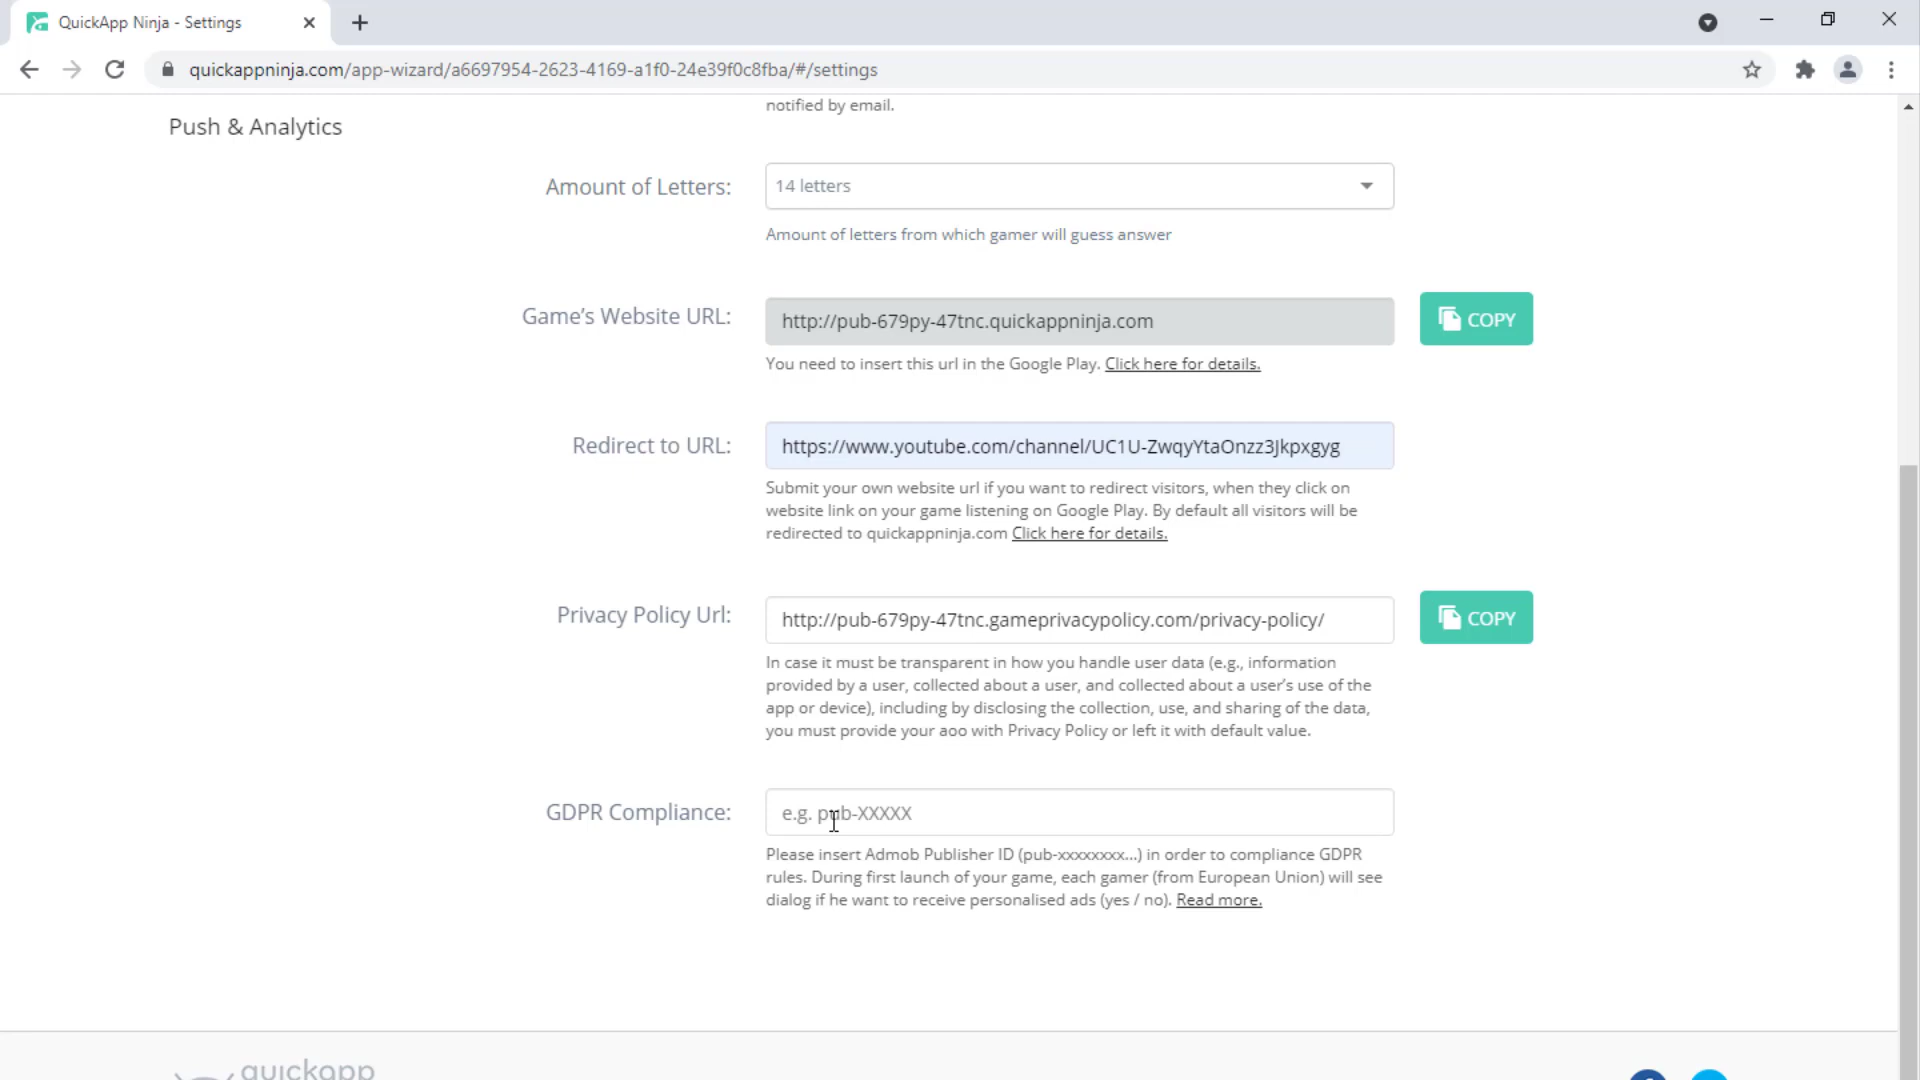 QuickApp Ninja - Settings
quickappninja.com/app-wizard/a6697954-2623-4169-a1f0-24e39f0c8fba/#/settings
notified by email.
Push & Analytics
Amount of Letters:
14 letters
Amount of letters from which gamer will guess answer
Game’s Website URL:
http://pub-679py-47tnc.quickappninja.com
COPY
You need to insert this url in the Google Play. Click here for details.
Redirect to URL:
https://www.youtube.com/channel/UC1U-ZwqyYtaOnzz3Jkpxgyg
Submit your own website url if you want to redirect visitors, when they click on
website link on your game listening on Google Play. By default all visitors will be
redirected to quickappninja.com Click here for details.
Privacy Policy Url:
http://pub-679py-47tnc.gameprivacypolicy.com/privacy-policy/
COPY
In case it must be transparent in how you handle user data (e.g., information
provided by a user, collected about a user, and collected about a user’s use of the
app or device), including by disclosing the collection, use, and sharing of the data,
you must provide your aoo with Privacy Policy or left it with default value.
GDPR Compliance:
e.g. pub-XXXXX
Please insert Admob Publisher ID (pub-xxxxxxxx...) in order to compliance GDPR
rules. During first launch of your game, each gamer (from European Union) will see
dialog if he want to receive personalised ads (yes / no). Read more.
quickapp